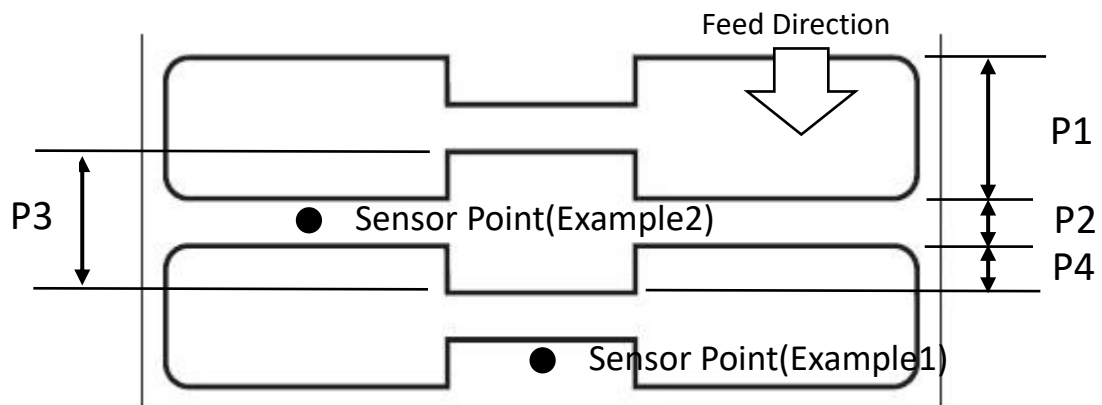 Feed Direction
P1
P3
Sensor Point(Example2)
P2
P4
Sensor Point(Example1)